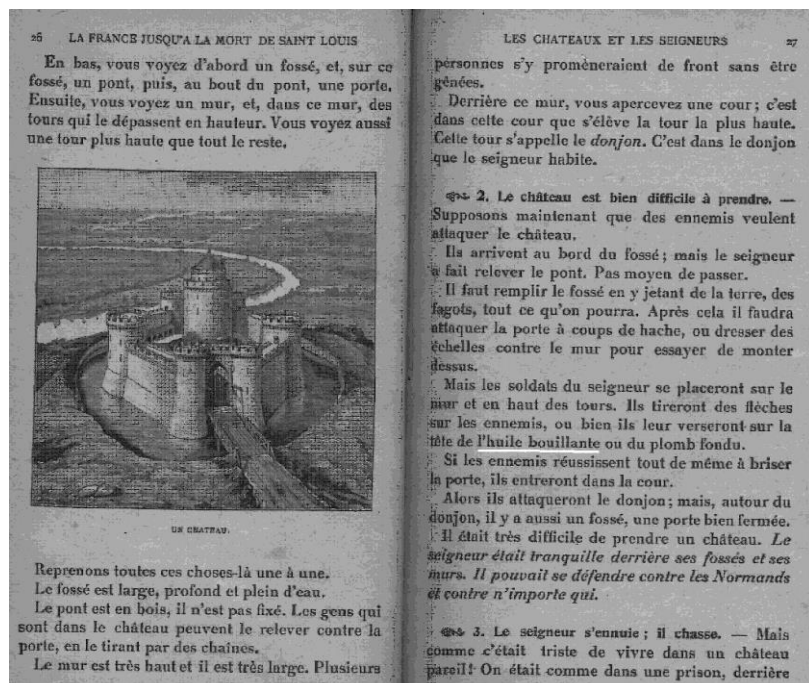 26 LA FRANCE JUSQU'A LA MORT DE SAINT LOUIS
En bas, vous voyez d'abord un fossé, et, sur ce
fossé, un pont, puis, au bout du pont, une porte.
Ensuite, vous voyez un mur, et, dans ce mur, des
tours qui le dépassent en hauteur. Vous voyez aussi
une tour plus haute que tout le reste.
UN CHATEAU.
Reprenons toutes ces choses-là une à une.
Le fossé est large, profond et plein d'eau.
Le pont est en bois, il n'est pas fixé. Les gens qui
sont dans le château peuvent le relever contre la
porte, en le tirant par des chaînes.
Le mur est très haut et il est très large. Plusieurs
LES CHATEAUX ET LES SEIGNEURS 27
personnes s'y promèneraient de front sans être
gênées.
Derrière ce mur, vous apercevez une cour ; c'est
dans cette cour que s'élève la tour la plus haute.
Cette tour s'appelle le donjon. C'est dans le donjon
que le seigneur habite.
2. Le château est bien difficile à prendre. —
Supposons maintenant que des ennemis veulent
attaquer le château.
Ils arrivent au bord du fossé ; mais le seigneur
a fait relever le pont. Pas moyen de passer.
Il faut remplir le fossé en y jetant de la terre, des
fagots, tout ce qu'on pourra. Après cela il faudra
attaquer la porte à coups de hache, ou dresser des
échelles contre le mur pour essayer de monter
dessus.
Mais les soldats du seigneur se placeront sur le
mur et en haut des tours. Ils tireront des flèches
sur les ennemis, ou bien ils leur verseront sur la
tête de l'huile bouillante ou du plomb fondu.
Si les ennemis réussissent tout de même à briser
la porte, ils entreront dans la cour.
Alors ils attaqueront le donjon ; mais, autour du
donjon, il y a aussi un fossé, une porte bien fermée.
Il était très difficile de prendre un château. Le
seigneur était tranquille derrière ses fossés et ses
murs. Il pouvait se défendre contre les Normands
et contre n'importe qui.
3. Le seigneur s'ennuie ; il chasse. — Mais
comme c'était triste de vivre dans un château
pareil ! On était comme dans une prison, derrière